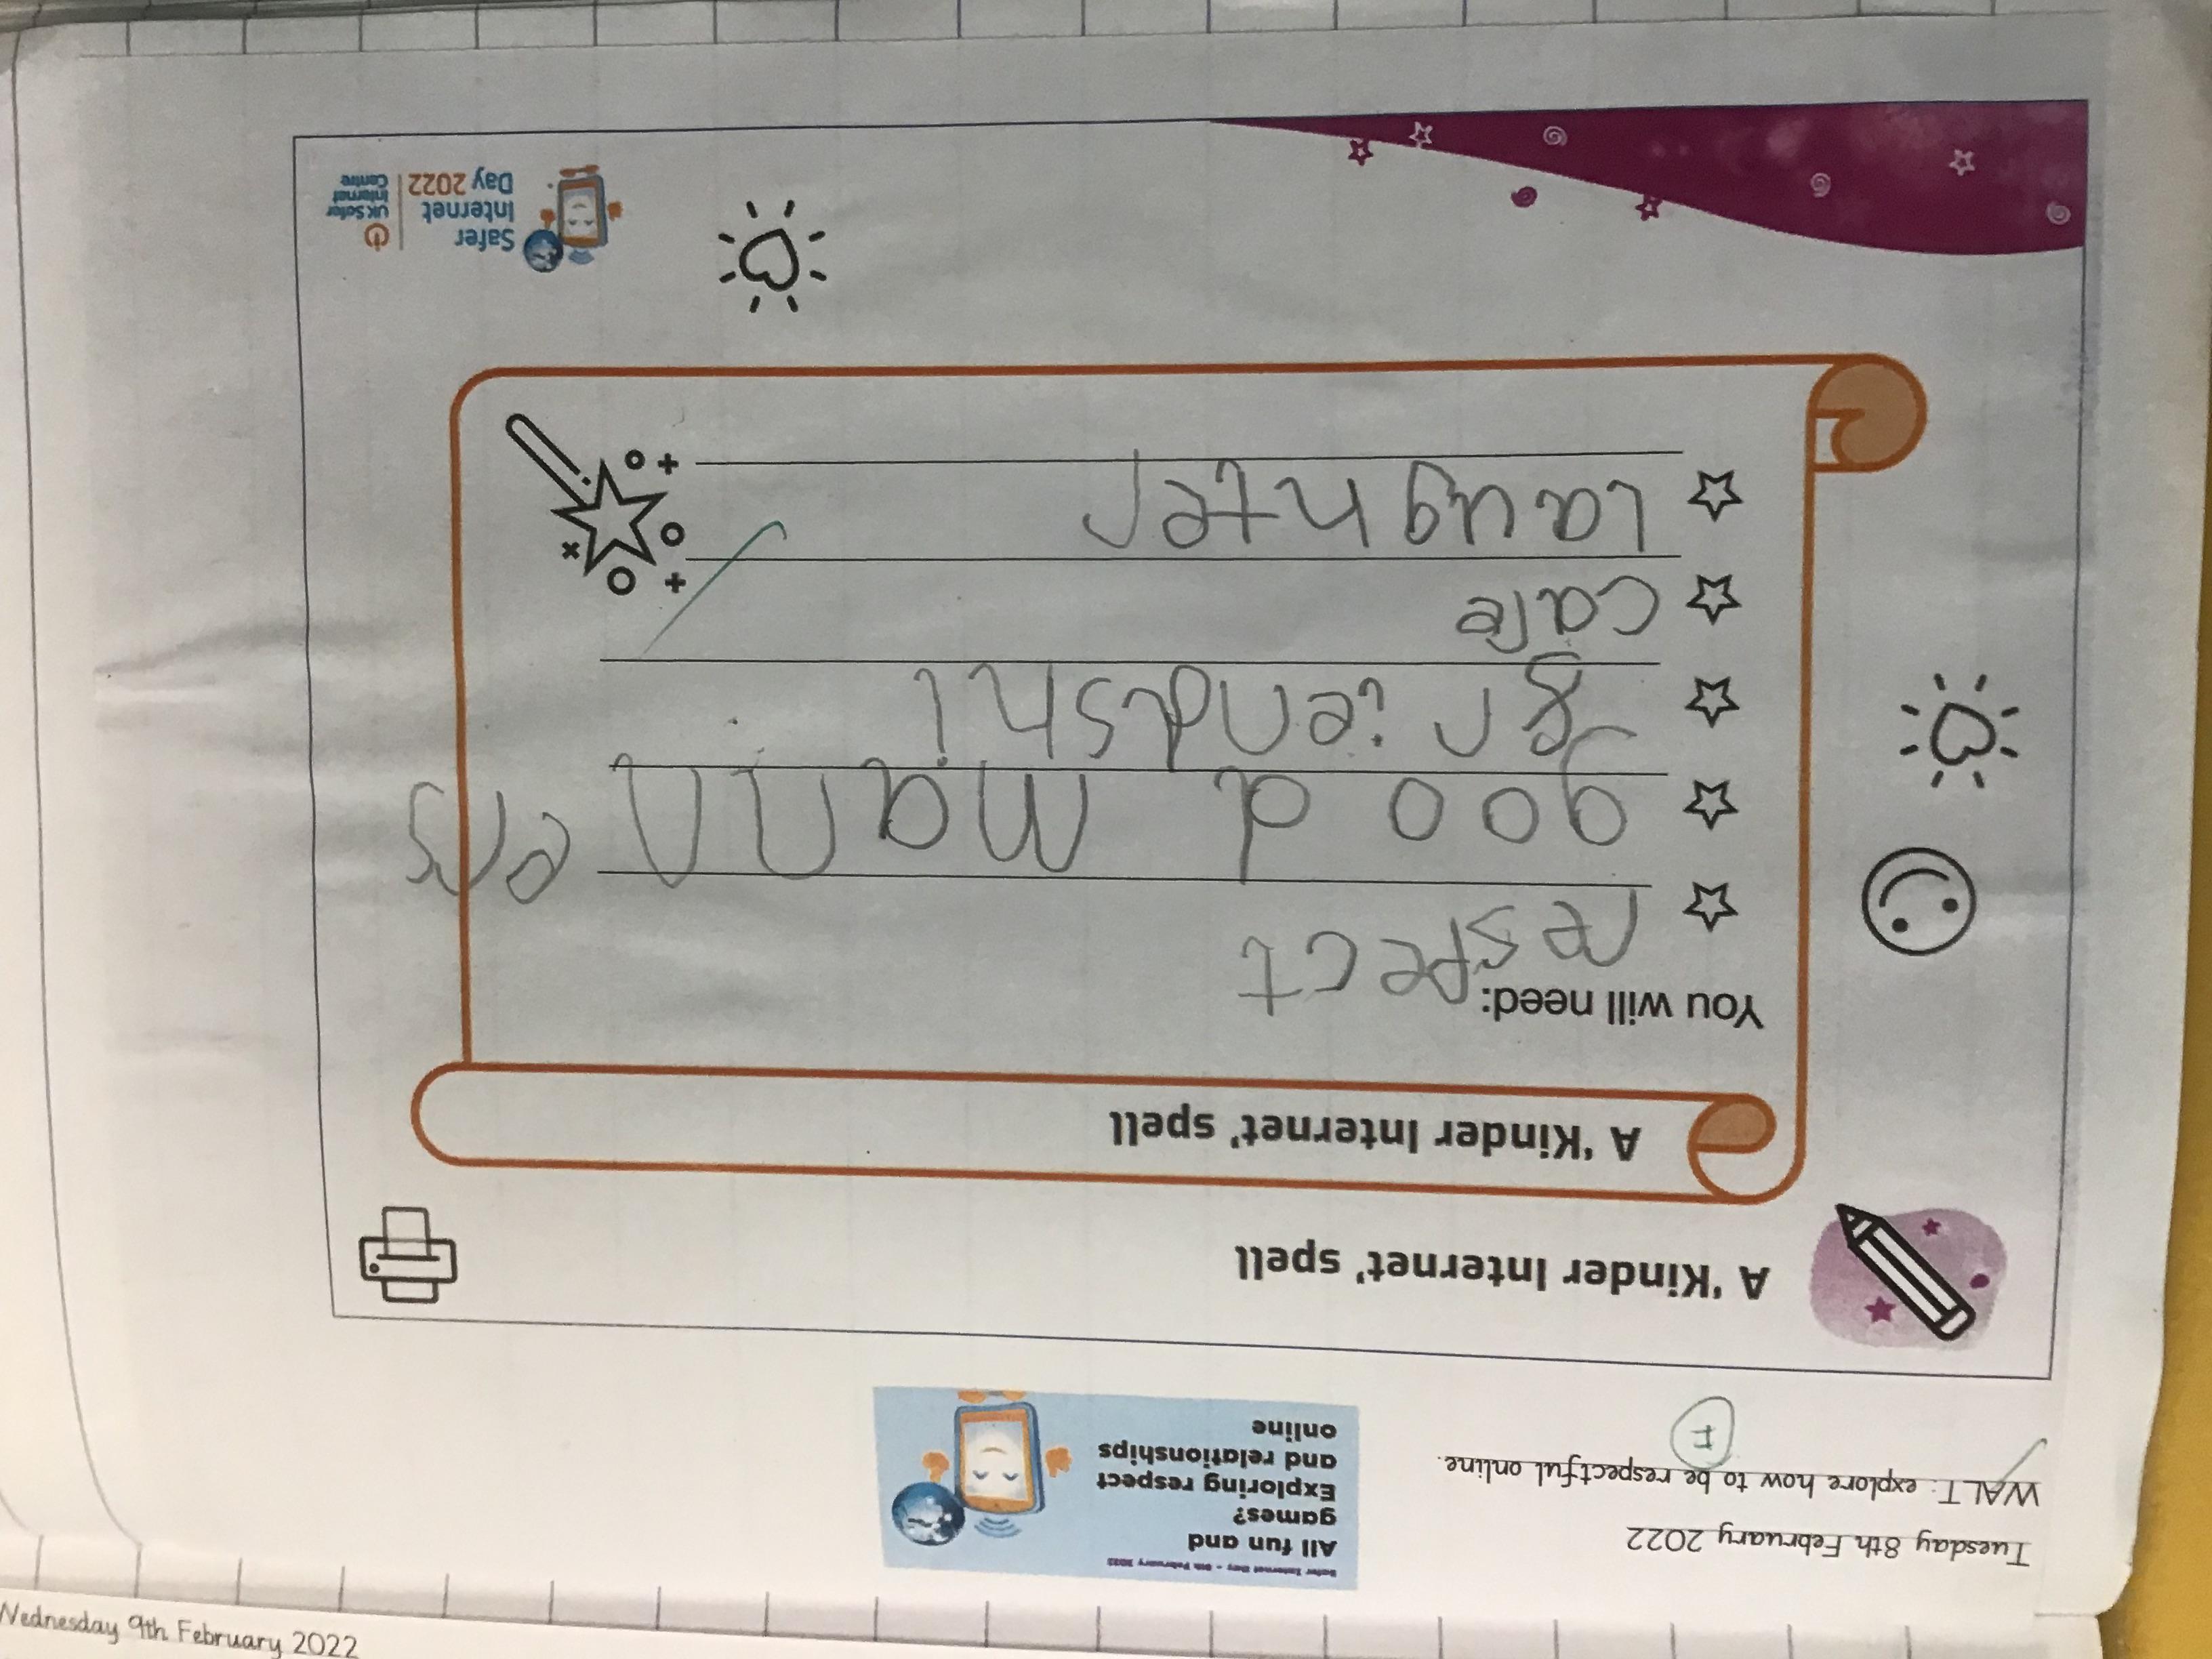 Tuesday 8th February 2022
WALT: explore how to be respectful online.
Safer Internet Day - 8th February 2022
All fun and
games?
Exploring respect
and relationships
online
A 'Kinder Internet' spell
A 'Kinder Internet' spell
You will need:
respect
good manners
friendshi
care
Laughter
Safer
Internet
Day 2022
UK Safer
Internet
Centre
Wednesday 9th February 2022